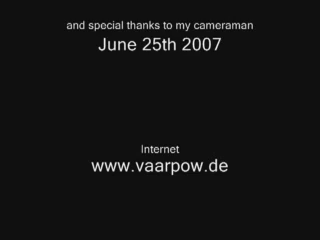 and special thanks to my cameraman
June 25th 2007
Internet
www.vaarpow.de